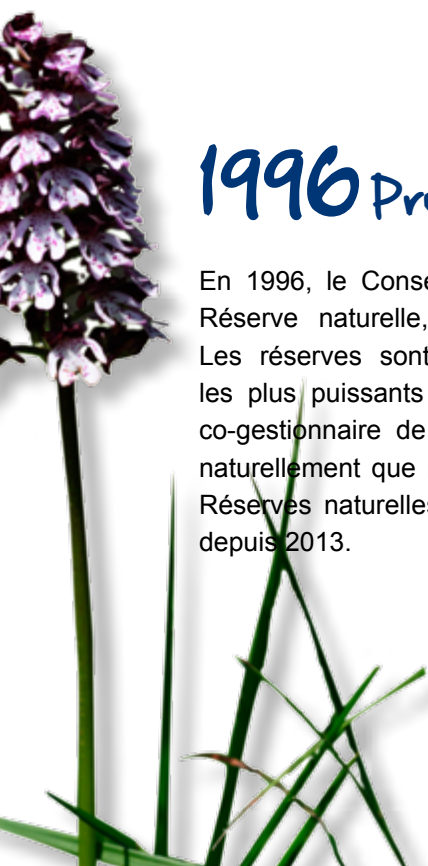 1996 Pr
En 1996, le Conse
Réserve naturelle,
Les réserves sont
les plus puissants
co-gestionnaire de
naturellement que
Réserves naturelles
depuis 2013.